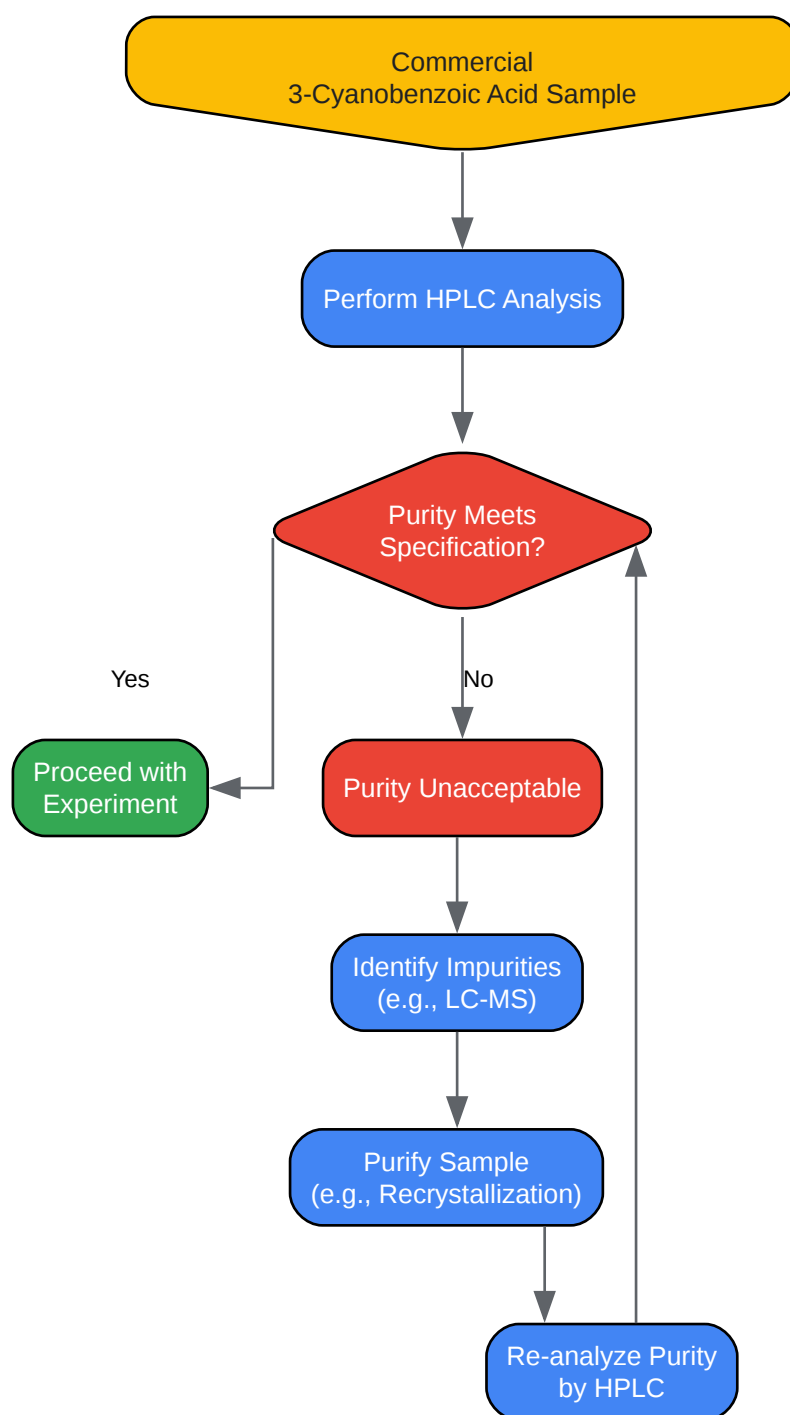 Commercial
3-Cyanobenzoic Acid Sample
Perform HPLC Analysis
Purity Meets
Specification?
Yes
No
Proceed with
Experiment
Purity Unacceptable
Identify Impurities
(e.g., LC-MS)
Purify Sample
(e.g., Recrystallization)
Re-analyze Purity
by HPLC